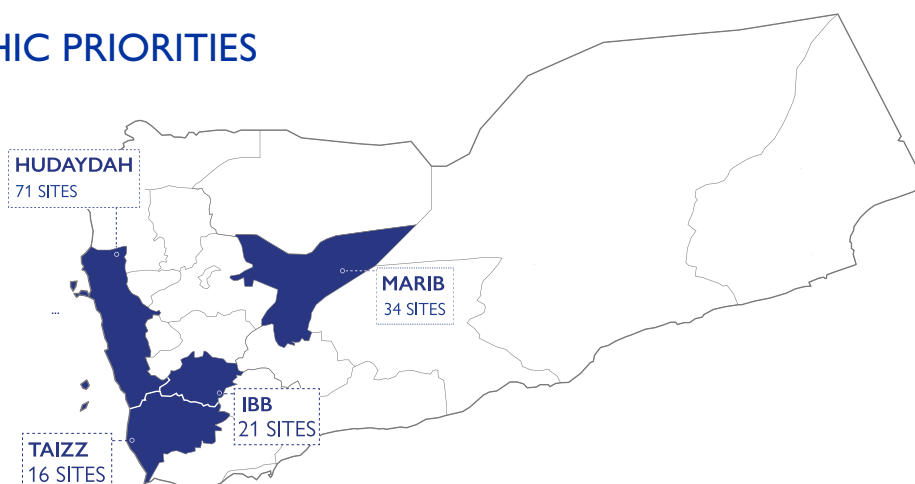 HIC PRIORITIES
HUDAYDAH
71 SITES
MARIB
34 SITES
...
IBB
21 SITES
TAIZZ
16 SITES